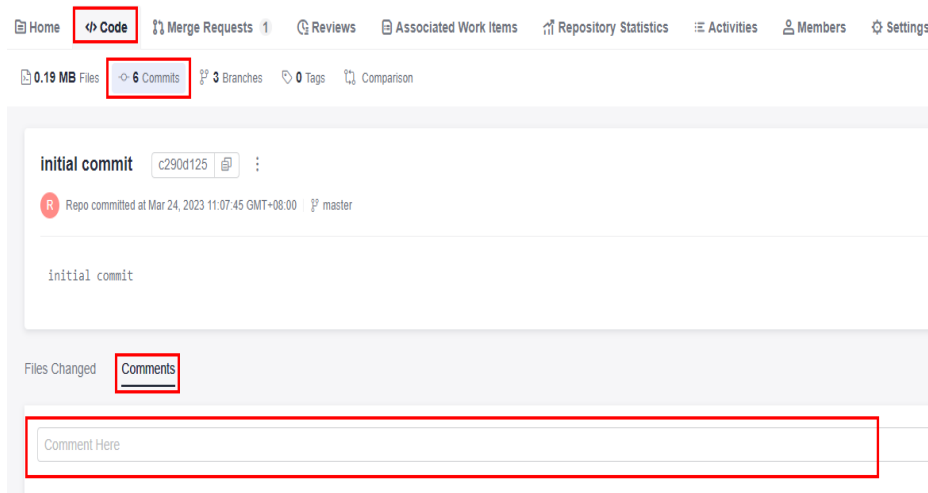 Home </> Code Merge Requests 1 Reviews Associated Work Items Repository Statistics Activities Members Settings
0.19 MB Files 6 Commits 3 Branches 0 Tags Comparison
initial commit c290d125
R Repo committed at Mar 24, 2023 11:07:45 GMT+08:00 master
initial commit
Files Changed Comments
Comment Here